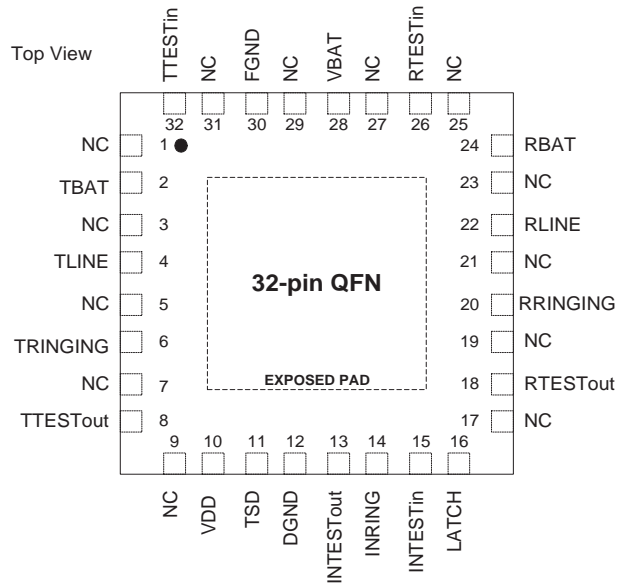 Top View
TTESTin
NC
FGND
NC
VBAT
NC
RTESTin
NC
32
31
30
29
28
27
26
25
NC 1
TBAT 2
NC 3
TLINE 4
NC 5
TRINGING 6
NC 7
TTESTout 8
32-pin QFN
EXPOSED PAD
24 RBAT
23 NC
22 RLINE
21 NC
20 RRINGING
19 NC
18 RTESTout
17 NC
9
10
11
12
13
14
15
16
NC
VDD
TSD
DGND
INTESTout
INRING
INTESTin
LATCH